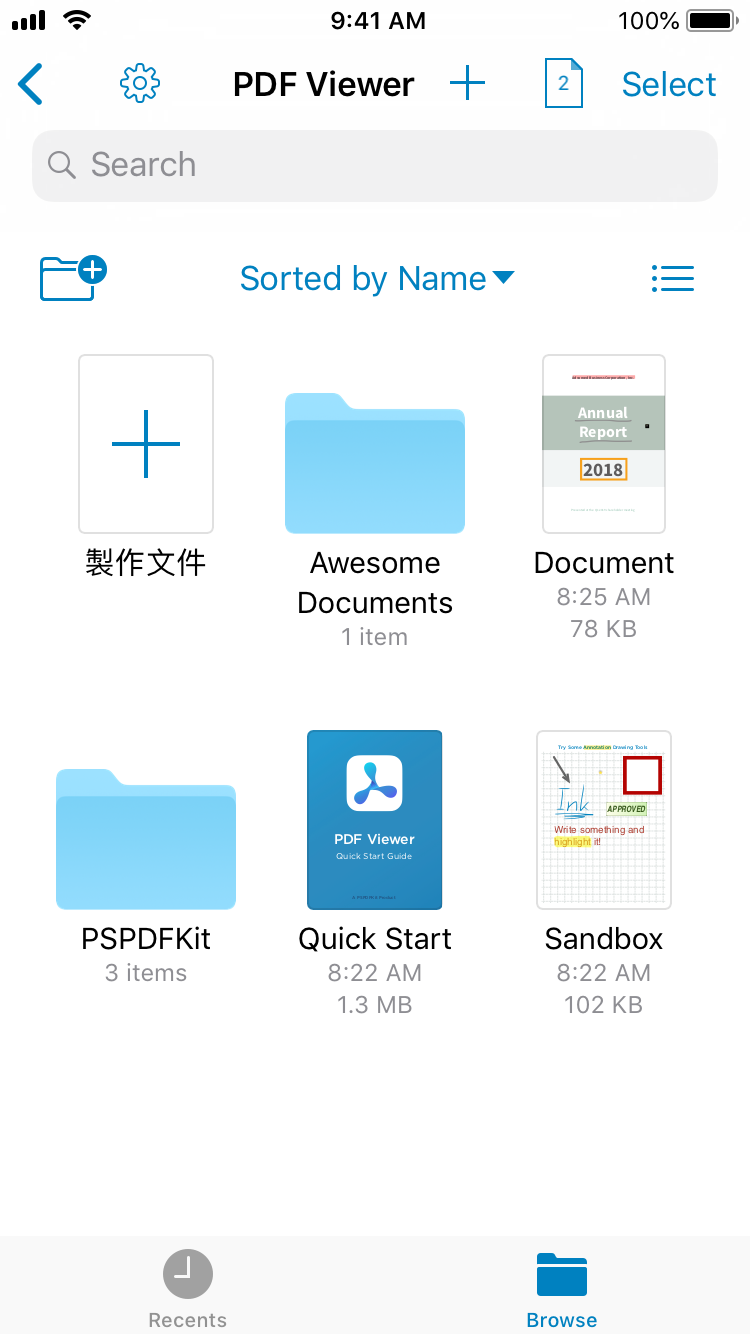 9:41 AM
100%
PDF Viewer
2
Select
Search
Sorted by Name
製作文件
Awesome
Documents
1 item
Annual
Report
2018
Document
8:25 AM
78 KB
PSPDFKit
3 items
PDF Viewer
Quick Start Guide
Quick Start
8:22 AM
1.3 MB
Try Some Annotation Drawing Tools
Ink
APPROVED
Write something and
highlight it!
Sandbox
8:22 AM
102 KB
Recents
Browse